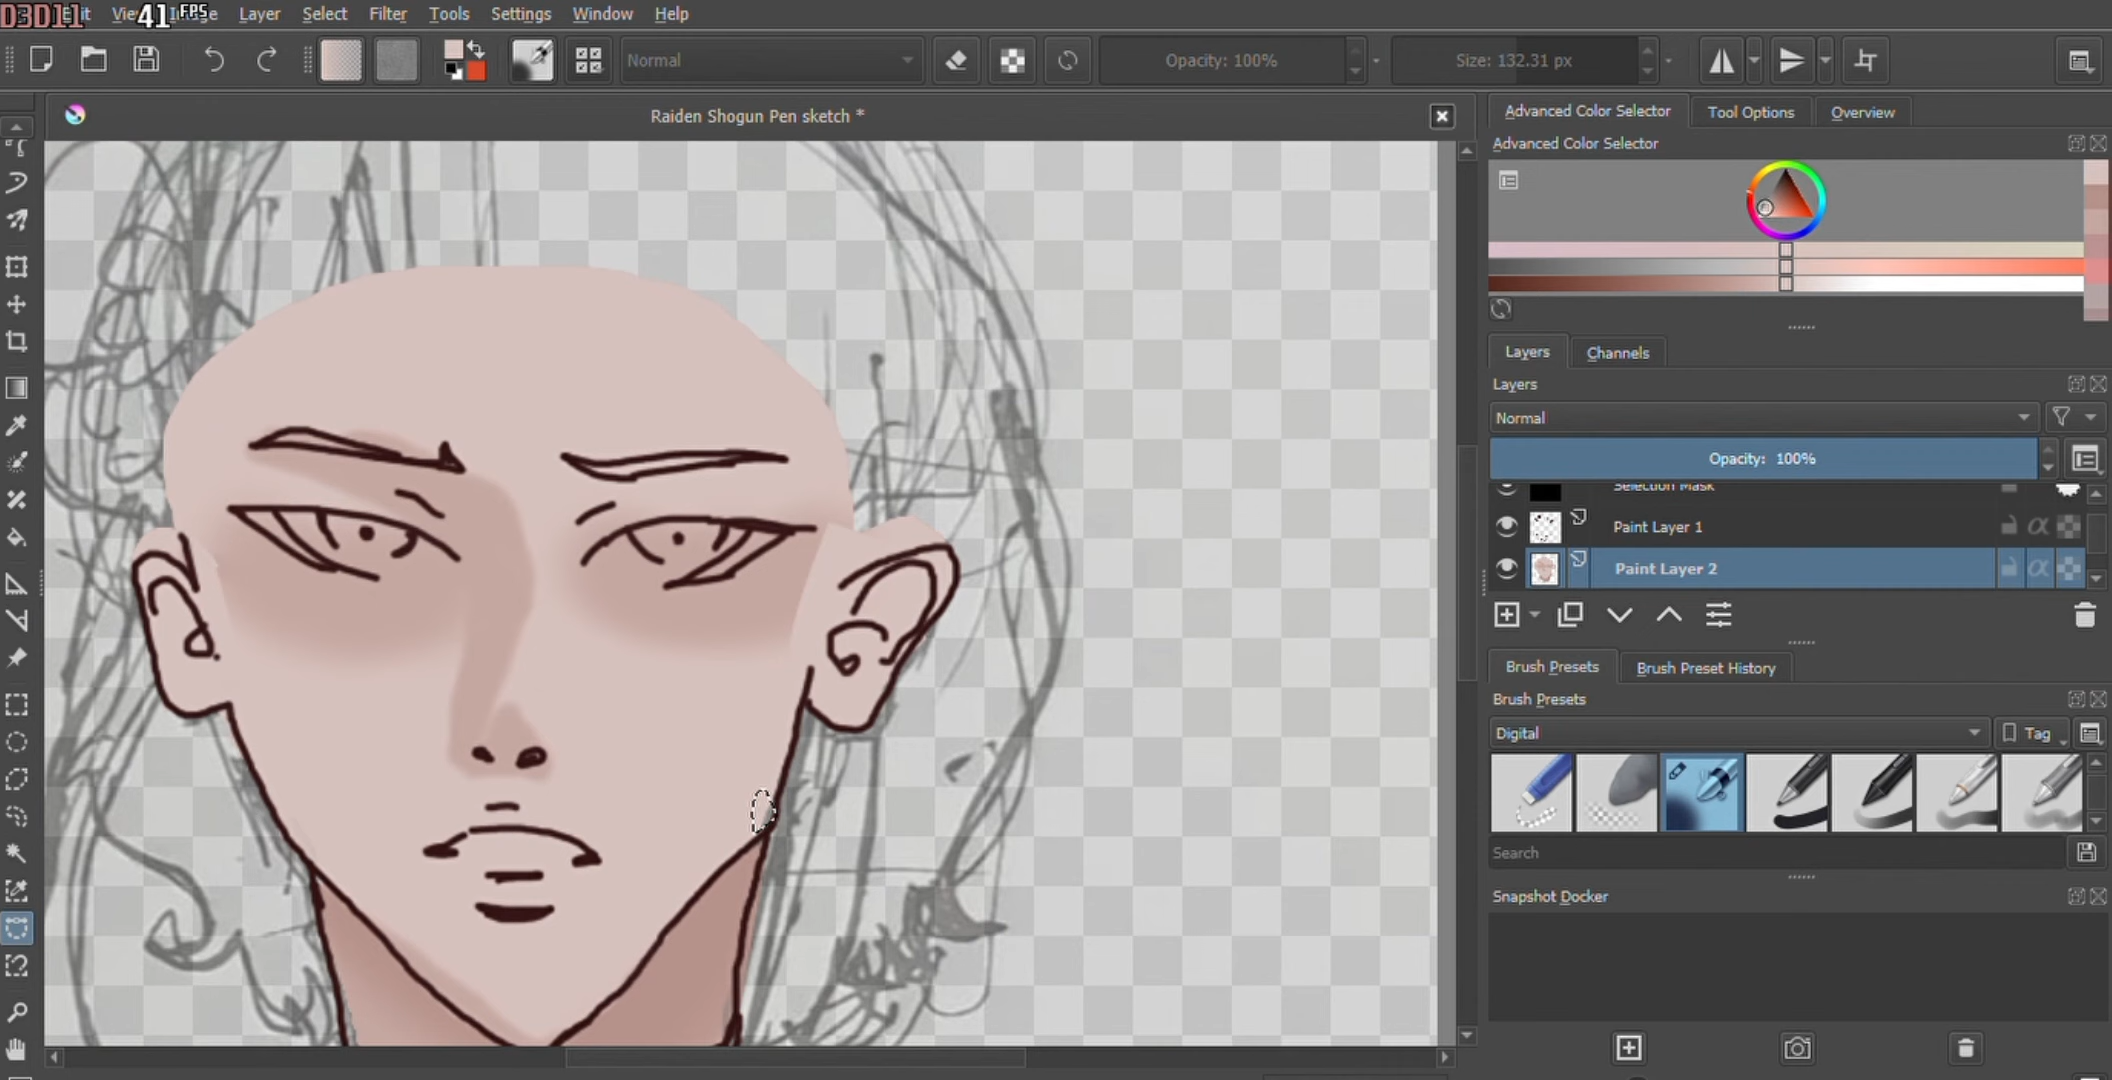 D3D11 41 FPS
View Layer Select Filter Tools Settings Window Help
Normal Opacity: 100% Size: 132.31 px
Raiden Shogun Pen sketch *
Advanced Color Selector Tool Options Overview
Advanced Color Selector
Layers Channels
Layers
Normal
Opacity: 100%
Selection Mask
Paint Layer 1
Paint Layer 2
Brush Presets Brush Preset History
Brush Presets
Digital Tag
Search
Snapshot Docker